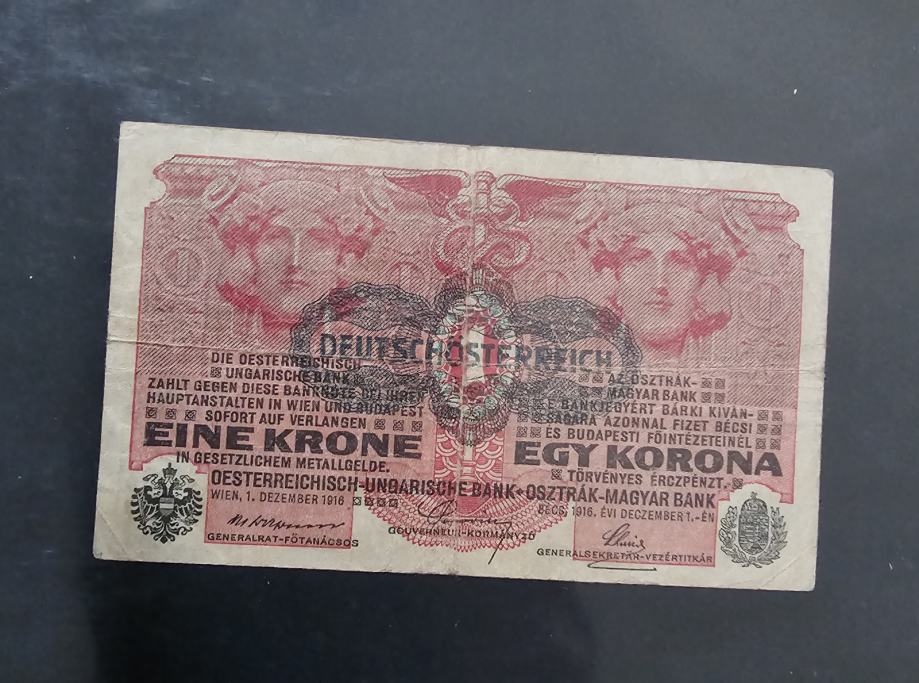 DEUTSCHÖSTERREICH
DIE OESTERREICHISCH
UNGARISCHE BANK
ZAHLT GEGEN DIESE BANKNOTE BEI IHREN
HAUPTANSTALTEN IN WIEN UND BUDAPEST
SOFORT AUF VERLANGEN
EINE KRONE
IN GESETZLICHEM METALLGELDE.
AZ OSZTRÁK-
MAGYAR BANK
E BANKJEGYÉRT BÁRKI KIVÁN-
SÁGÁRA AZONNAL FIZET BÉCSI
ÉS BUDAPESTI FŐINTÉZETEINÉL
EGY KORONA
TÖRVÉNYES ÉRCZPÉNZT.
OESTERREICHISCH-UNGARISCHE BANK OSZTRÁK-MAGYAR BANK
WIEN, 1. DEZEMBER 1916
BÉCS, 1916. ÉVI DECZEMBER 1.-ÉN
GENERALRAT-FŐTANÁCSOS
GOUVERNEUR-KORMÁNYZÓ
GENERALSEKRETÄR-VEZÉRTITKÁR